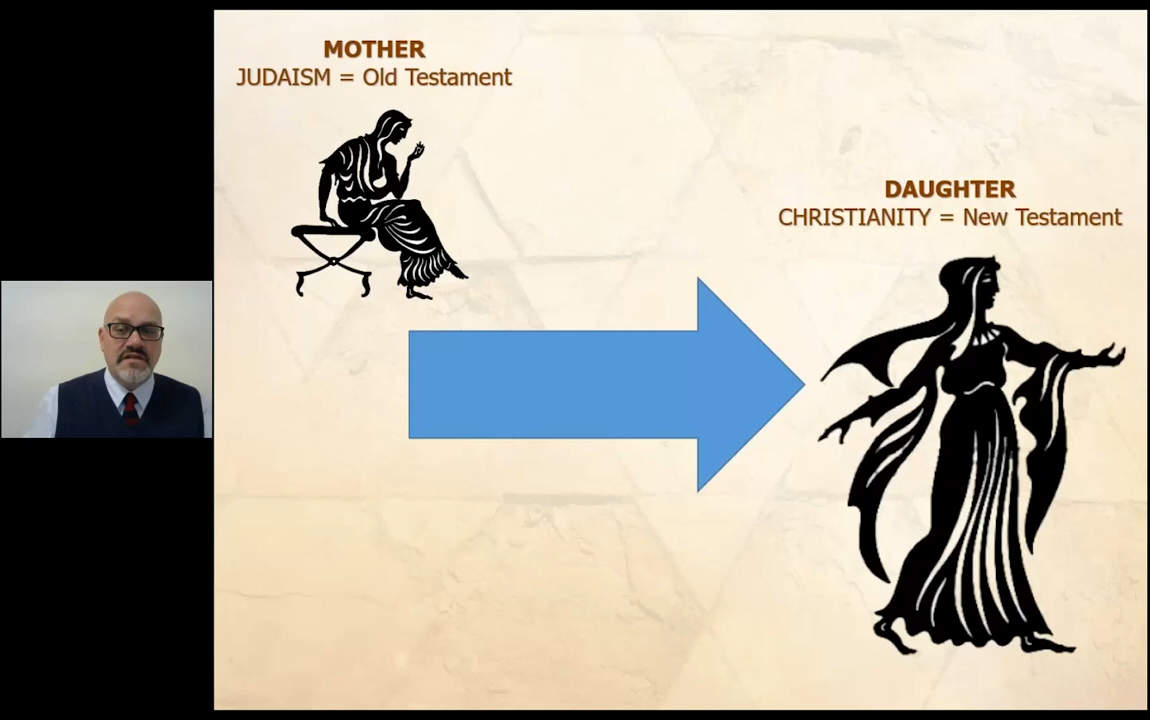 MOTHER
JUDAISM = Old Testament
DAUGHTER
CHRISTIANITY = New Testament